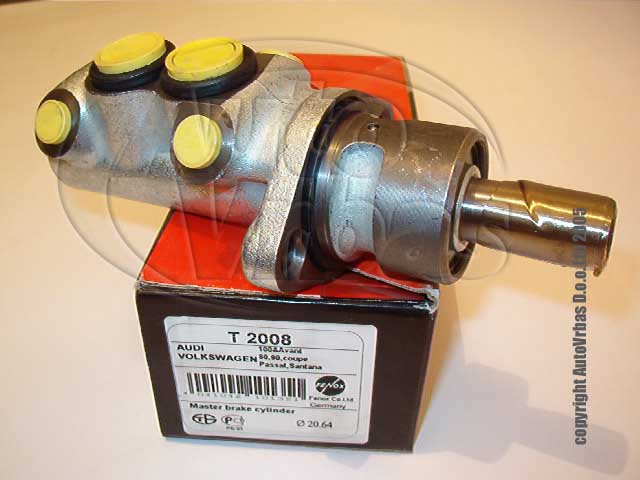 T 2008
AUDI 100&Avant
VOLKSWAGEN 80,90,coupe
Passat,Santana
FENOX
Fenox Co.Ltd.
Germany
Master brake cylinder
Ø 20.64
copyright AutoVrbas D.o.o. 2005